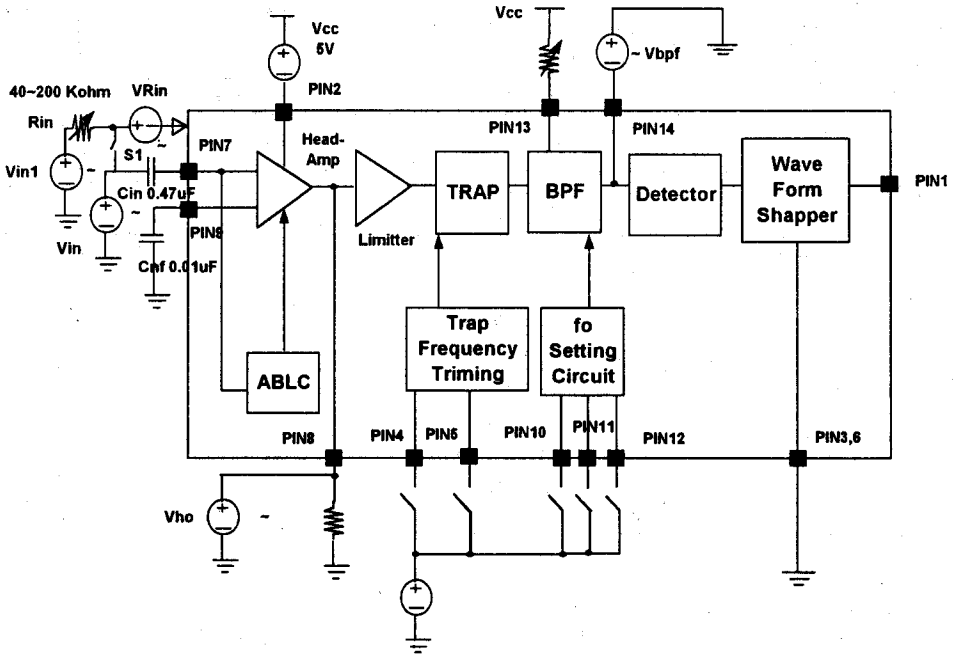 Vcc
5V
Vcc
~ Vbpf
PIN2
40~200 Kohm
VRin
Rin
~
PIN13
PIN14
PIN7
Head-
Amp
S1
Vin1
~
Cin 0.47uF
TRAP
BPF
Detector
Wave
Form
Shapper
PIN1
~
PIN9
Limitter
Vin
Cnf 0.01uF
Trap
Frequency
Triming
fo
Setting
Circuit
ABLC
PIN8
PIN4
PIN5
PIN10
PIN11
PIN12
PIN3,6
Vho
~